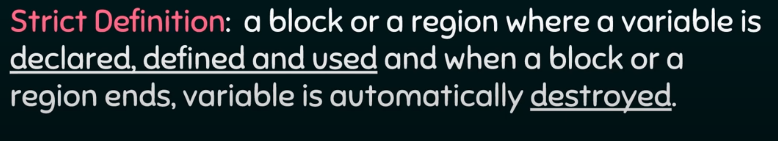 Strict Definition: a block or a region where a variable is
declared, defined and used and when a block or a
region ends, variable is automatically destroyed.